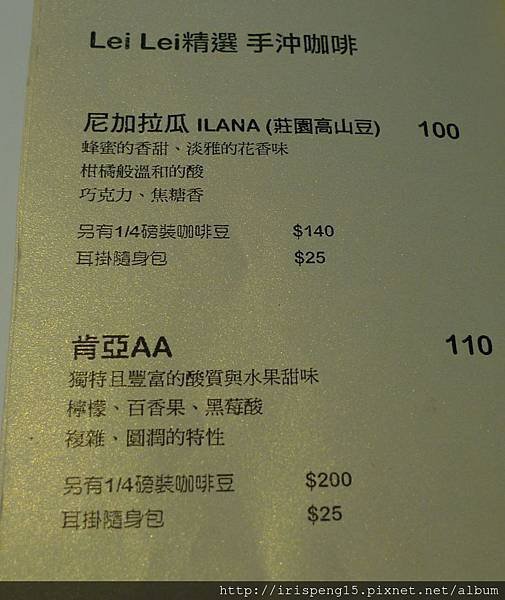 Lei Lei精選 手沖咖啡
尼加拉瓜 ILANA (莊園高山豆) 100
蜂蜜的香甜、淡雅的花香味
柑橘般溫和的酸
巧克力、焦糖香
另有1/4磅裝咖啡豆 $140
耳掛隨身包 $25
肯亞AA 110
獨特且豐富的酸質與水果甜味
檸檬、百香果、黑莓酸
複雜、圓潤的特性
另有1/4磅裝咖啡豆 $200
耳掛隨身包 $25
http://irispeng15.pixnet.net/album